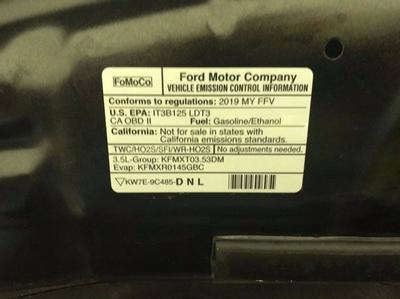 FoMoCo
Ford Motor Company
VEHICLE EMISSION CONTROL INFORMATION
Conforms to regulations: 2019 MY FFV
U.S. EPA: IT3B125 LDT3
CA OBD II Fuel: Gasoline/Ethanol
California: Not for sale in states with
California emissions standards.
TWC/HO2S/SFI/WR-HO2S No adjustments needed.
3.5L-Group: KFMXT03.53DM
Evap: KFMXR0145GBC
KW7E-9C485-DNL